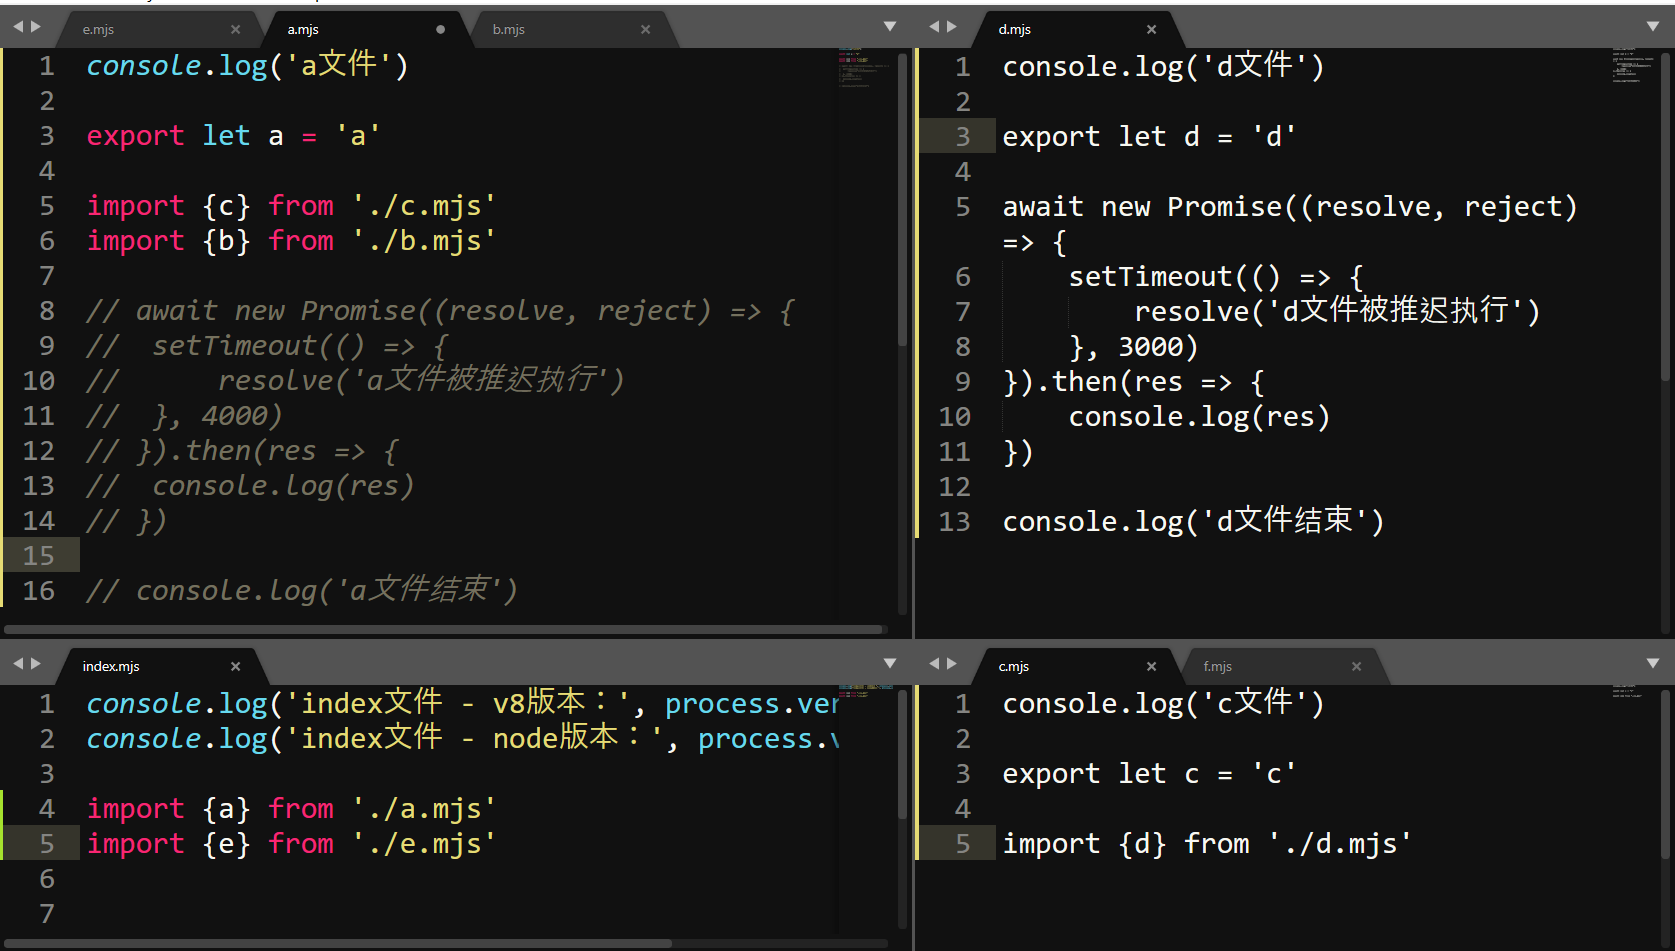 e.mjs
a.mjs
b.mjs
1 console.log('a文件')
2
3 export let a = 'a'
4
5 import {c} from './c.mjs'
6 import {b} from './b.mjs'
7
8 // await new Promise((resolve, reject) => {
9 //  setTimeout(() => {
10 //      resolve('a文件被推迟执行')
11 //  }, 4000)
12 // }).then(res => {
13 //  console.log(res)
14 // })
15
16 // console.log('a文件结束')
d.mjs
1 console.log('d文件')
2
3 export let d = 'd'
4
5 await new Promise((resolve, reject)
=> {
6     setTimeout(() => {
7         resolve('d文件被推迟执行')
8     }, 3000)
9 }).then(res => {
10     console.log(res)
11 })
12
13 console.log('d文件结束')
index.mjs
1 console.log('index文件 - v8版本：', process.ver
2 console.log('index文件 - node版本：', process.v
3
4 import {a} from './a.mjs'
5 import {e} from './e.mjs'
6
7
c.mjs
f.mjs
1 console.log('c文件')
2
3 export let c = 'c'
4
5 import {d} from './d.mjs'